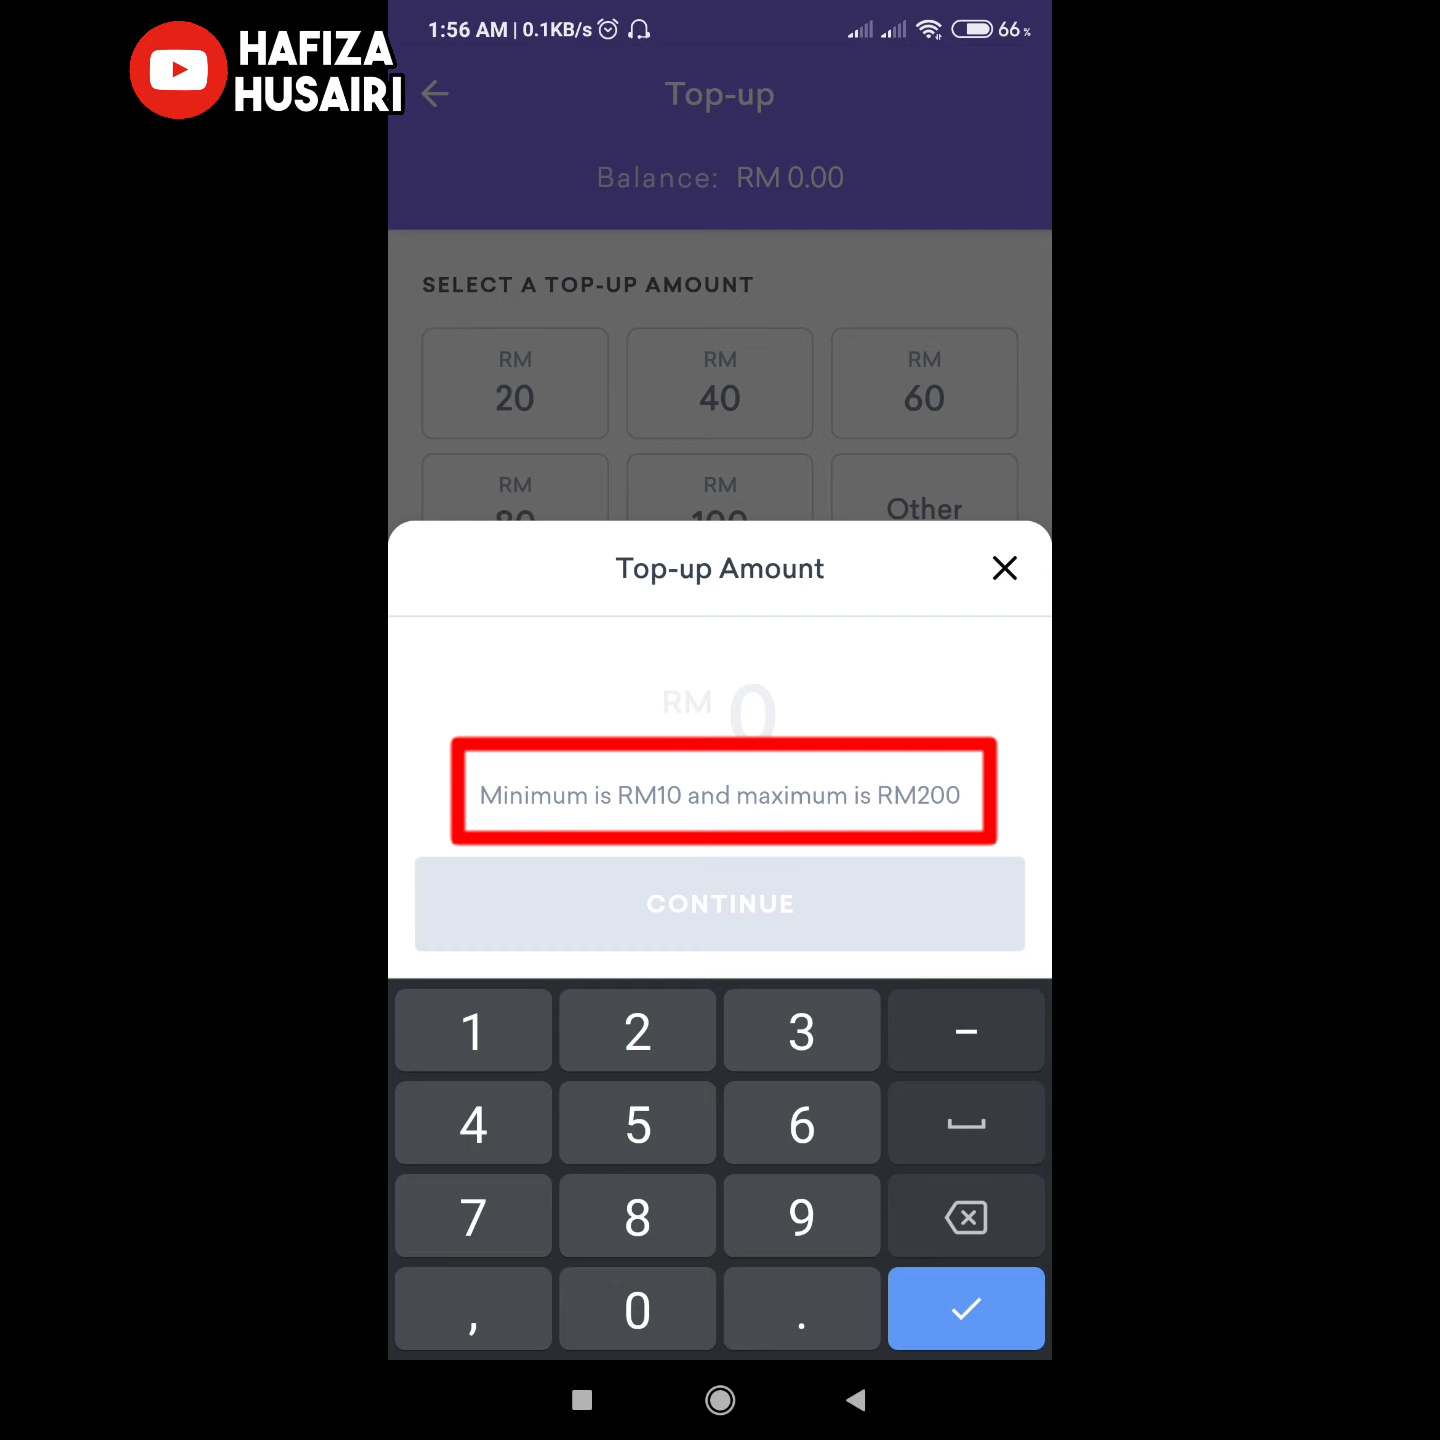 HAFIZA
HUSAIRI
1:56 AM | 0.1KB/s
66%
Top-up
Balance: RM 0.00
SELECT A TOP-UP AMOUNT
RM RM RM
20 40 60
RM RM
80 100 Other
Top-up Amount
RM 0
Minimum is RM10 and maximum is RM200
CONTINUE
1 2 3 -
4 5 6
7 8 9
, 0 .